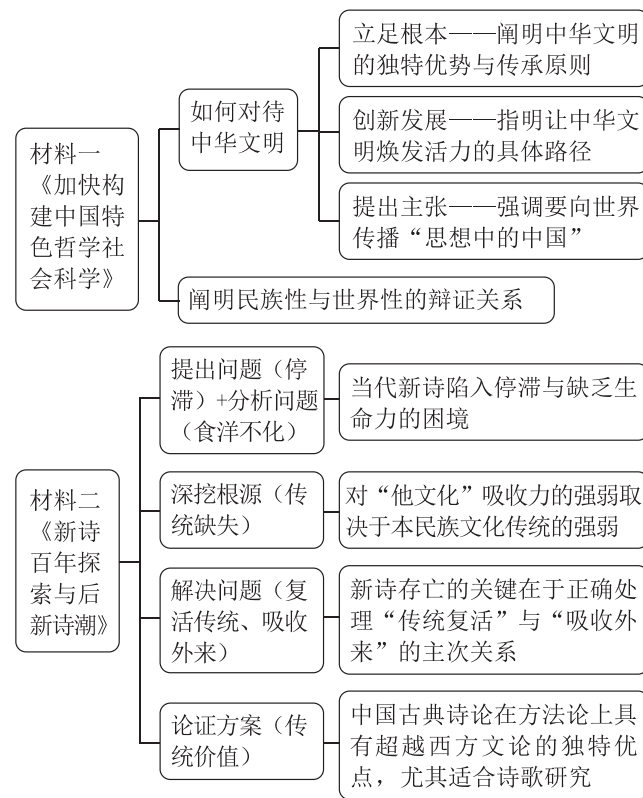 材料一
《加快构
建中国特
色哲学社
会科学》
如何对待
中华文明
立足根本——阐明中华文明
的独特优势与传承原则
创新发展——指明让中华文
明焕发活力的具体路径
提出主张——强调要向世界
传播“思想中的中国”
阐明民族性与世界性的辩证关系
材料二
《新诗
百年探
索与后
新诗潮》
提出问题（停
滞）+分析问题
（食洋不化）
当代新诗陷入停滞与缺乏生
命力的困境
深挖根源（传
统缺失）
对“他文化”吸收力的强弱取
决于本民族文化传统的强弱
解决问题（复
活传统、吸收
外来）
新诗存亡的关键在于正确处
理“传统复活”与“吸收外
来”的主次关系
论证方案（传
统价值）
中国古典诗论在方法论上具
有超越西方文论的独特优
点，尤其适合诗歌研究